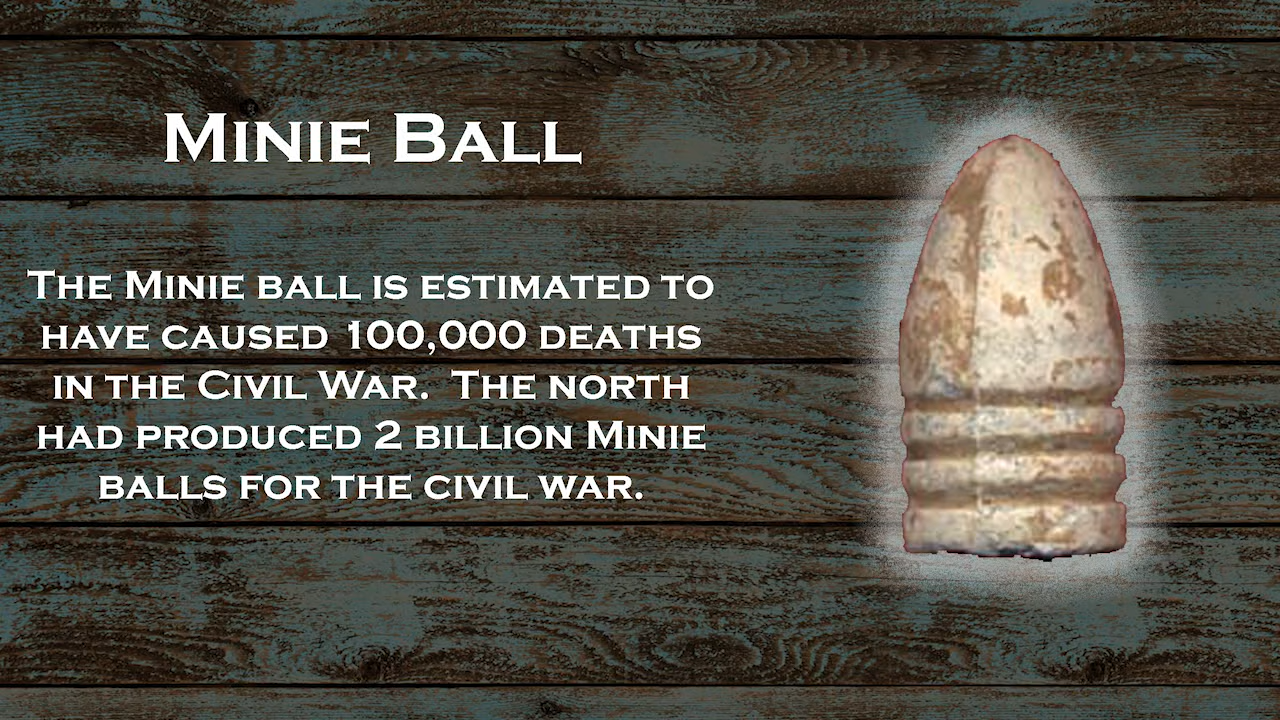 Minie Ball
The Minie ball is estimated to
have caused 100,000 deaths
in the Civil War.  The north
had produced 2 billion Minie
balls for the civil war.